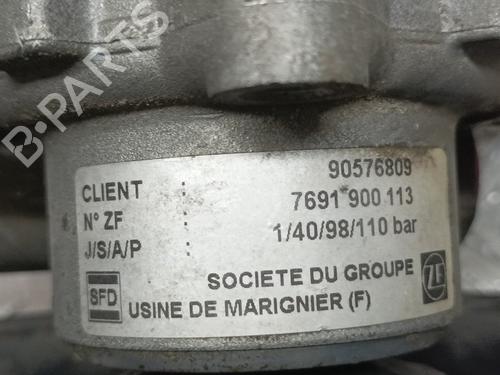 B-PARTS
CLIENT : 90576809
N° ZF : 7691 900 113
J/S/A/P : 1/40/98/110 bar
SFD SOCIETE DU GROUPE ZF
USINE DE MARIGNIER (F)